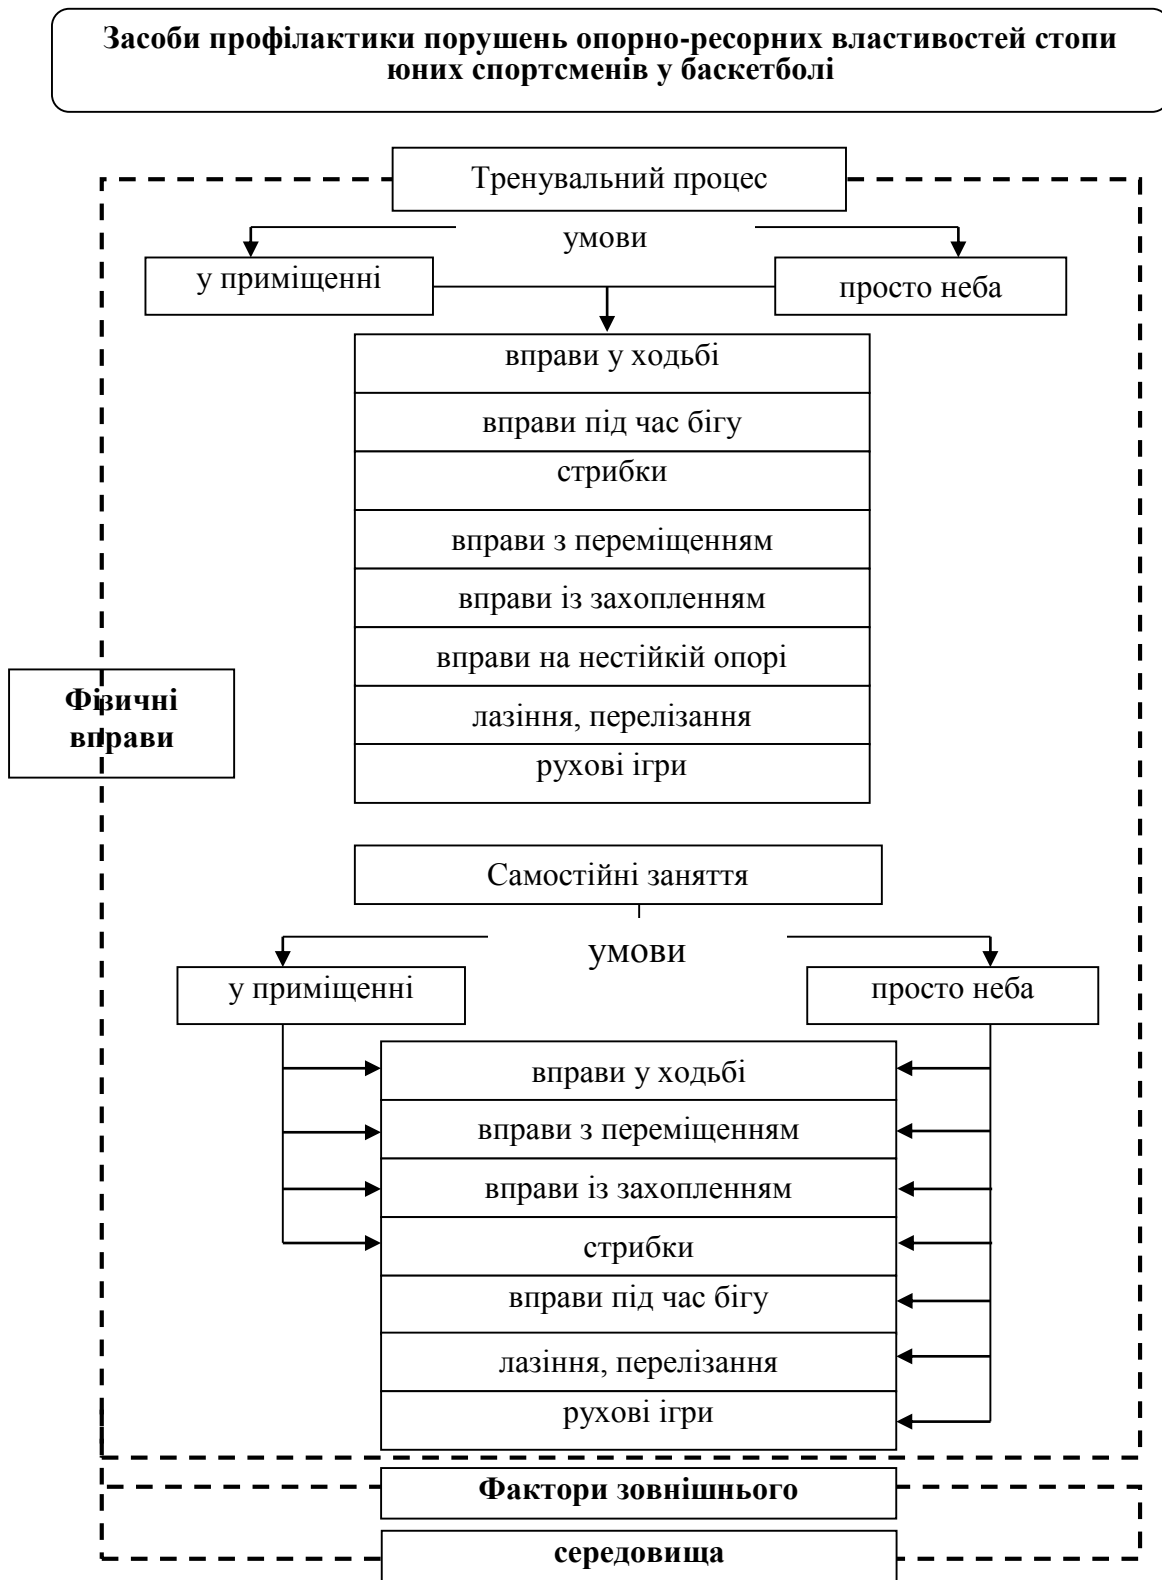 Засоби профілактики порушень опорно-ресорних властивостей стопи
юних спортсменів у баскетболі
Тренувальний процес
умови
у приміщенні
просто неба
вправи у ходьбі
вправи під час бігу
стрибки
вправи з переміщенням
вправи із захопленням
вправи на нестійкій опорі
лазіння, перелізання
рухові ігри
Фізичні
вправи
Самостійні заняття
умови
у приміщенні
просто неба
вправи у ходьбі
вправи з переміщенням
вправи із захопленням
стрибки
вправи під час бігу
лазіння, перелізання
рухові ігри
Фактори зовнішнього
середовища